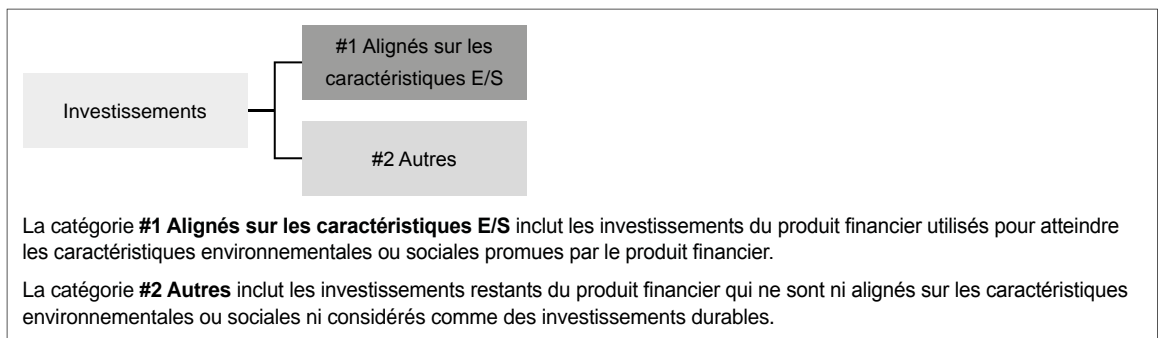 #1 Alignés sur les
caractéristiques E/S
Investissements
#2 Autres
La catégorie #1 Alignés sur les caractéristiques E/S inclut les investissements du produit financier utilisés pour atteindre
les caractéristiques environnementales ou sociales promues par le produit financier.
La catégorie #2 Autres inclut les investissements restants du produit financier qui ne sont ni alignés sur les caractéristiques
environnementales ou sociales ni considérés comme des investissements durables.